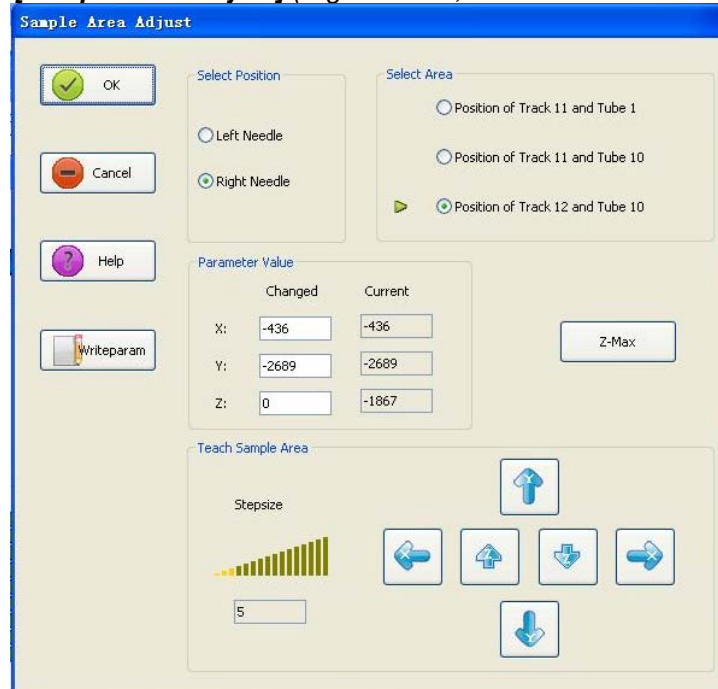 Sample Area Adjust
OK
Cancel
Help
Writeparam
Select Position
Left Needle
Right Needle
Select Area
Position of Track 11 and Tube 1
Position of Track 11 and Tube 10
Position of Track 12 and Tube 10
Parameter Value
Changed Current
X: -436 -436
Y: -2689 -2689
Z: 0 -1867
Z-Max
Teach Sample Area
Stepsize
5
Y
X Z Z X
Y